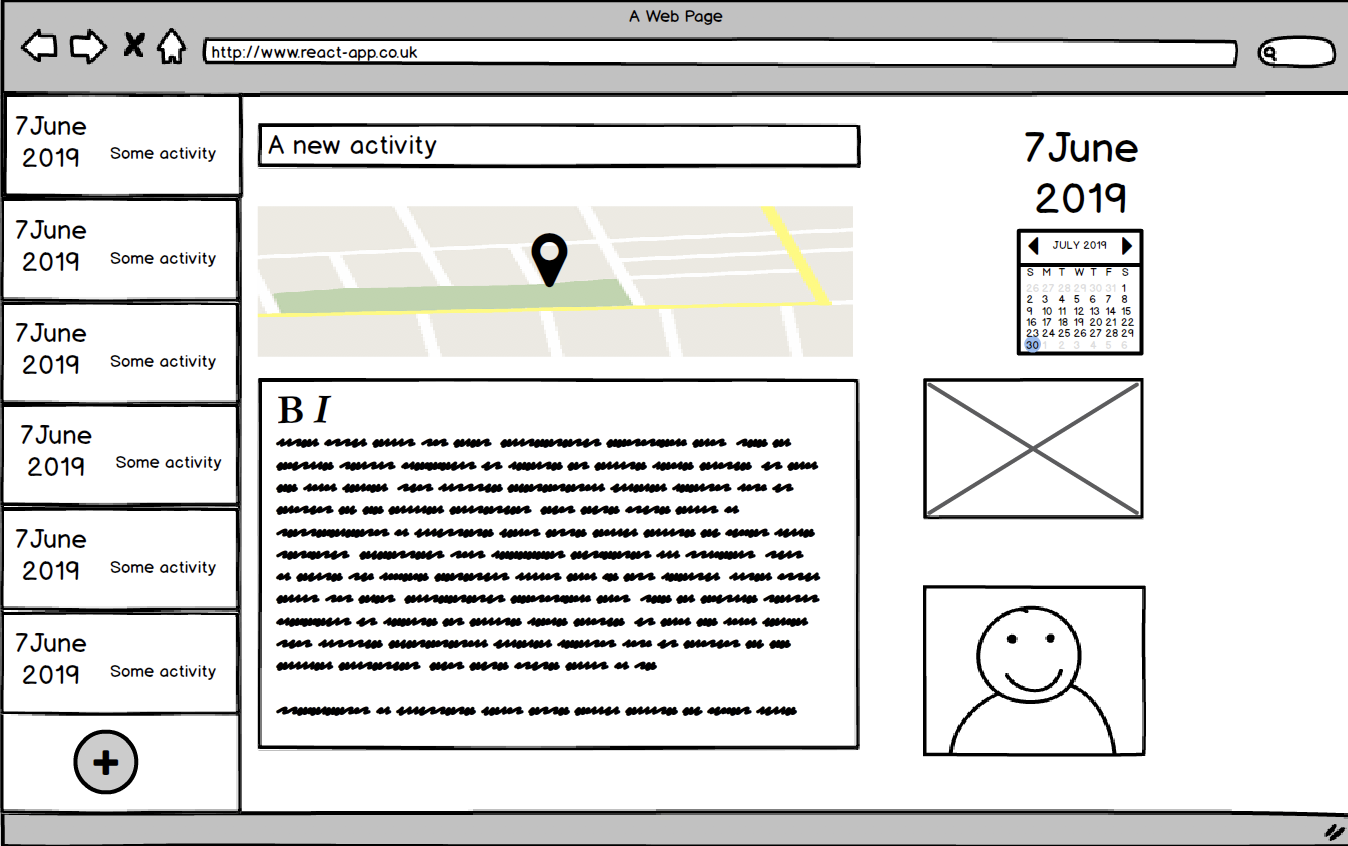 A Web Page
http://www.react-app.co.uk
7June
2019 Some activity
7June
2019 Some activity
7June
2019 Some activity
7June
2019 Some activity
7June
2019 Some activity
7June
2019 Some activity
+
A new activity
B I
7June
2019
JULY 2019
S M T W T F S
26 27 28 29 30 31 1
2 3 4 5 6 7 8
9 10 11 12 13 14 15
16 17 18 19 20 21 22
23 24 25 26 27 28 29
30 1 2 3 4 5 6